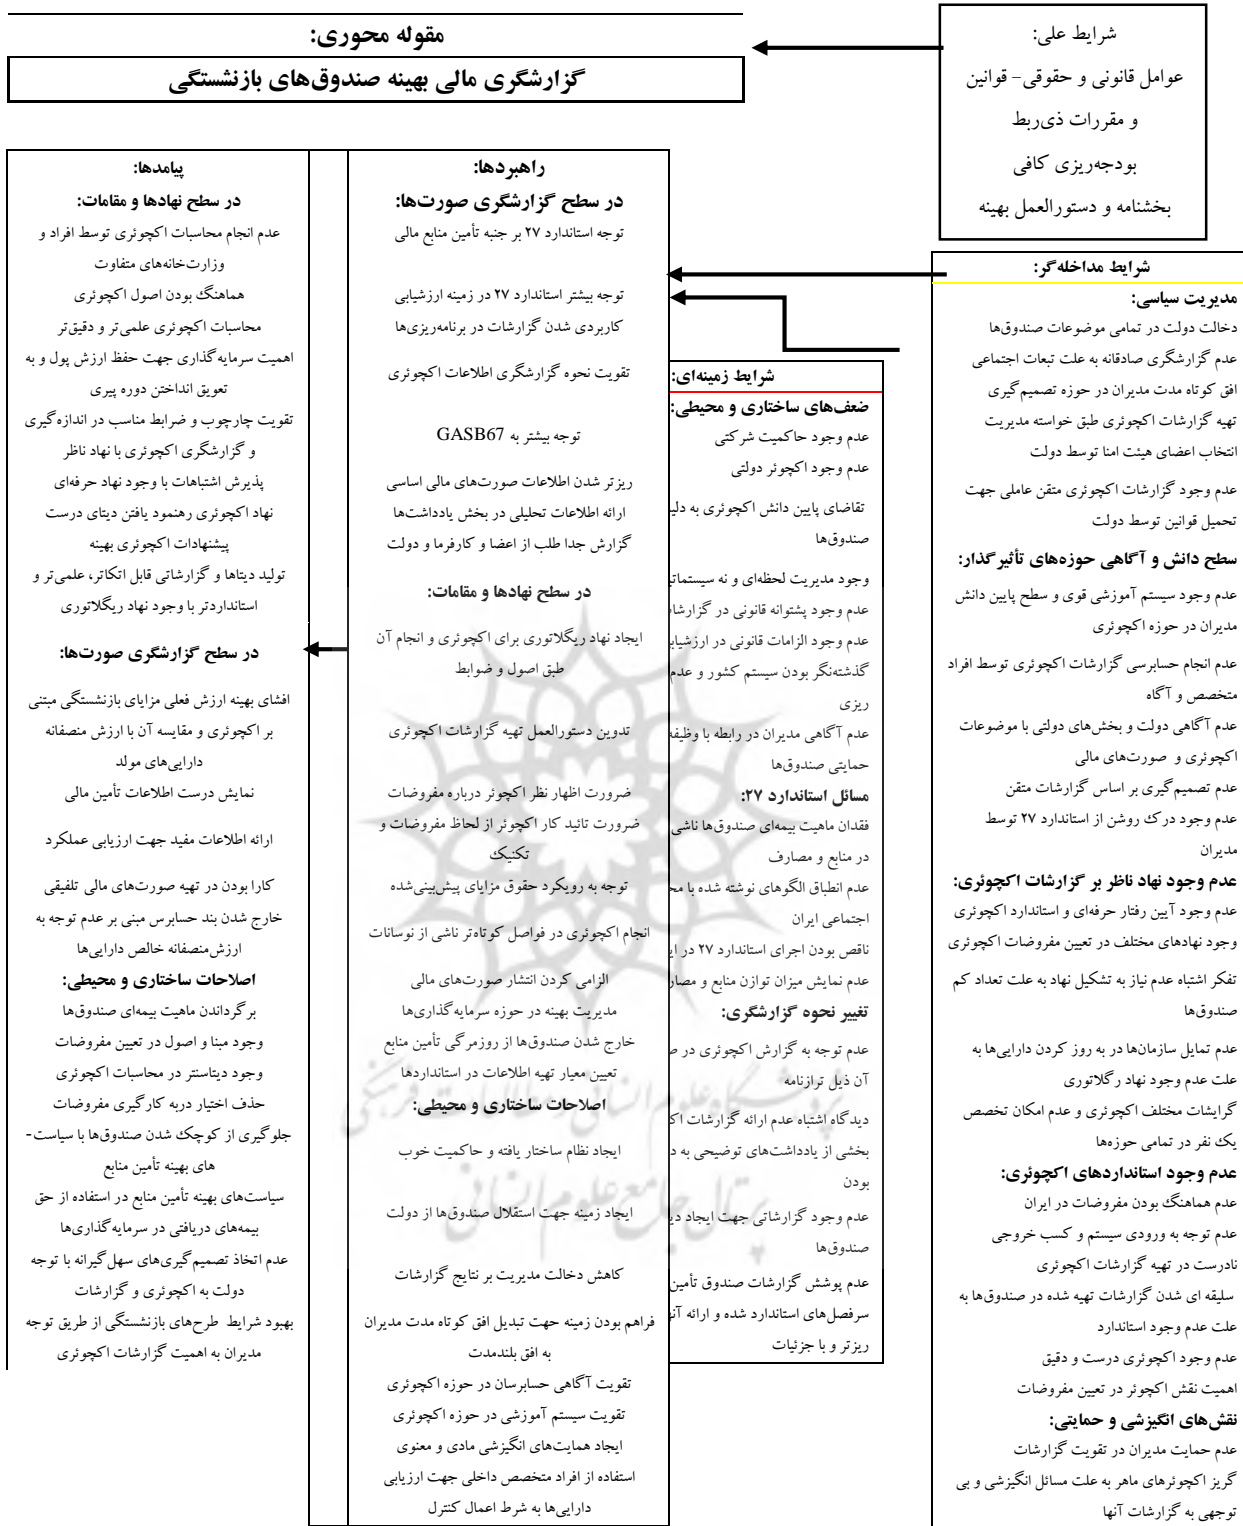 شرایط علی:
عوامل قانونی و حقوقی- قوانین
و مقررات ذی‌ربط
بودجه‌ریزی کافی
بخشنامه و دستورالعمل بهینه
مقوله محوری:
گزارشگری مالی بهینه صندوق‌های بازنشستگی
شرایط مداخله‌گر:
مدیریت سیاسی:
دخالت دولت در تمامی موضوعات صندوق‌ها
عدم گزارشگری صادقانه به علت تبعات اجتماعی
افق کوتاه مدت مدیران در حوزه تصمیم‌گیری
تهیه گزارشات اکچوئری طبق خواسته مدیریت
انتخاب اعضای هیئت امنا توسط دولت
عدم وجود گزارشات اکچوئری متقن عاملی جهت
تحمیل قوانین توسط دولت
سطح دانش و آگاهی حوزه‌های تأثیرگذار:
عدم وجود سیستم آموزشی قوی و سطح پایین دانش
مدیران در حوزه اکچوئری
عدم انجام حسابرسی گزارشات اکچوئری توسط افراد
متخصص و آگاه
عدم آگاهی دولت و بخش‌های دولتی با موضوعات
اکچوئری و صورت‌های مالی
عدم تصمیم‌گیری بر اساس گزارشات متقن
عدم وجود درک روشن از استاندارد ۲۷ توسط
مدیران
عدم وجود نهاد ناظر بر گزارشات اکچوئری:
عدم وجود آیین رفتار حرفه‌ای و استاندارد اکچوئری
وجود نهادهای مختلف در تعیین مفروضات اکچوئری
تفکر اشتباه عدم نیاز به تشکیل نهاد به علت تعداد کم
صندوق‌ها
عدم تمایل سازمان‌ها در به روز کردن دارایی‌ها به
علت عدم وجود نهاد رگلاتوری
گرایشات مختلف اکچوئری و عدم امکان تخصص
یک نفر در تمامی حوزه‌ها
عدم وجود استانداردهای اکچوئری:
عدم هماهنگ بودن مفروضات در ایران
عدم توجه به ورودی سیستم و کسب خروجی
نادرست در تهیه گزارشات اکچوئری
سلیقه ای شدن گزارشات تهیه شده در صندوق‌ها به
علت عدم وجود استاندارد
عدم وجود اکچوئری درست و دقیق
اهمیت نقش اکچوئر در تعیین مفروضات
نقش‌های انگیزشی و حمایتی:
عدم حمایت مدیران در تقویت گزارشات
گریز اکچوئرهای ماهر به علت مسائل انگیزشی و بی
توجهی به گزارشات آنها
شرایط زمینه‌ای:
ضعف‌های ساختاری و محیطی:
عدم وجود حاکمیت شرکتی
عدم وجود اکچوئر دولتی
تقاضای پایین دانش اکچوئری به
صندوق‌ها
وجود مدیریت لحظه‌ای و نه
عدم وجود پشتوانه قانونی در
عدم وجود الزامات قانونی در
گذشته‌نگر بودن سیستم کشور و عدم
ریزی
عدم آگاهی مدیران در رابطه با وظیفه
حمایتی صندوق‌ها
مسائل استاندارد ۲۷:
فقدان ماهیت بیمه‌ای صندوق‌ها ناشی
در منابع و مصارف
عدم انطباق الگوهای نوشته شده با
اجتماعی ایران
ناقص بودن اجرای استاندارد ۲۷ در
عدم نمایش میزان توازن منابع و
تغییر نحوه گزارشگری:
عدم توجه به گزارش اکچوئری در
آن ذیل ترازنامه
دیدگاه اشتباه عدم ارائه گزارشات
بخشی از یادداشت‌های توضیحی به
بودن
عدم وجود گزارشاتی جهت ایجاد
صندوق‌ها
عدم پوشش گزارشات صندوق تأمین
سرفصل‌های استاندارد شده و ارائه
ریزتر و با جزئیات
راهبردها:
در سطح گزارشگری صورت‌ها:
توجه استاندارد ۲۷ بر جنبه تأمین منابع مالی
توجه بیشتر استاندارد ۲۷ در زمینه ارزشیابی
کاربردی شدن گزارشات در برنامه‌ریزی‌ها
تقویت نحوه گزارشگری اطلاعات اکچوئری
توجه بیشتر به GASB67
ریزتر شدن اطلاعات صورت‌های مالی اساسی
ارائه اطلاعات تحلیلی در بخش یادداشت‌ها
گزارش جدا طلب از اعضا و کارفرما و دولت
در سطح نهادها و مقامات:
ایجاد نهاد ریگلاتوری برای اکچوئری و انجام آن
طبق اصول و ضوابط
تدوین دستورالعمل تهیه گزارشات اکچوئری
ضرورت اظهار نظر اکچوئر درباره مفروضات
ضرورت تائید کار اکچوئر از لحاظ مفروضات و
تکنیک
توجه به رویکرد حقوق مزایای پیش‌بینی‌شده
انجام اکچوئری در فواصل کوتاه‌تر ناشی از نوسانات
الزامی کردن انتشار صورت‌های مالی
مدیریت بهینه در حوزه سرمایه‌گذاری‌ها
خارج شدن صندوق‌ها از روزمرگی تأمین منابع
تعیین معیار تهیه اطلاعات در استانداردها
اصلاحات ساختاری و محیطی:
ایجاد نظام ساختار یافته و حاکمیت خوب
ایجاد زمینه جهت استقلال صندوق‌ها از دولت
کاهش دخالت مدیریت بر نتایج گزارشات
فراهم بودن زمینه حهت تبدیل افق کوتاه مدت مدیران
به افق بلندمدت
تقویت آگاهی حسابرسان در حوزه اکچوئری
تقویت سیستم آموزشی در حوزه اکچوئری
ایجاد همایت‌های انگیزشی مادی و معنوی
استفاده از افراد متخصص داخلی جهت ارزیابی
دارایی‌ها به شرط اعمال کنترل
پیامدها:
در سطح نهادها و مقامات:
عدم انجام محاسبات اکچوئری توسط افراد و
وزارت‌خانه‌های متفاوت
هماهنگ بودن اصول اکچوئری
محاسبات اکچوئری علمی‌تر و دقیق‌تر
اهمیت سرمایه‌گذاری جهت حفظ ارزش پول و به
تعویق انداختن دوره پیری
تقویت چارچوب و ضرابط مناسب در اندازه‌گیری
و گزارشگری اکچوئری با نهاد ناظر
پذیرش اشتباهات با وجود نهاد حرفه‌ای
نهاد اکچوئری رهنمود یافتن دیتای درست
پیشنهادات اکچوئری بهینه
تولید دیتاها و گزارشاتی قابل اتکاتر، علمی‌تر و
استانداردتر با وجود نهاد ریگلاتوری
در سطح گزارشگری صورت‌ها:
افشای بهینه ارزش فعلی مزایای بازنشستگی مبتنی
بر اکچوئری و مقایسه آن با ارزش منصفانه
دارایی‌های مولد
نمایش درست اطلاعات تأمین مالی
ارائه اطلاعات مفید جهت ارزیابی عملکرد
کارا بودن در تهیه صورت‌های مالی تلفیقی
خارج شدن بند حسابرس مبنی بر عدم توجه به
ارزش‌منصفانه خالص دارایی‌ها
اصلاحات ساختاری و محیطی:
برگرداندن ماهیت بیمه‌ای صندوق‌ها
وجود مبنا و اصول در تعیین مفروضات
وجود دیتاسنتر در محاسبات اکچوئری
حذف اختیار دربه کارگیری مفروضات
جلوگیری از کوچک شدن صندوق‌ها با سیاست-
های بهینه تأمین منابع
سیاست‌های بهینه تأمین منابع در استفاده از حق
بیمه‌های دریافتی در سرمایه‌گذاری‌ها
عدم اتخاذ تصمیم‌گیری‌های سهل‌گیرانه با توجه
دولت به اکچوئری و گزارشات
بهبود شرایط طرح‌های بازنشستگی از طریق توجه
مدیران به اهمیت گزارشات اکچوئری
پژوهشگاه علوم انسانی و مطالعات فرهنگی
پرتال جامع علوم انسانی